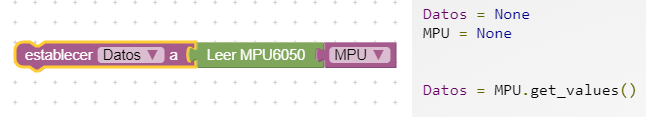 establecer Datos a Leer MPU6050 MPU
Datos = None
MPU = None
Datos = MPU.get_values()